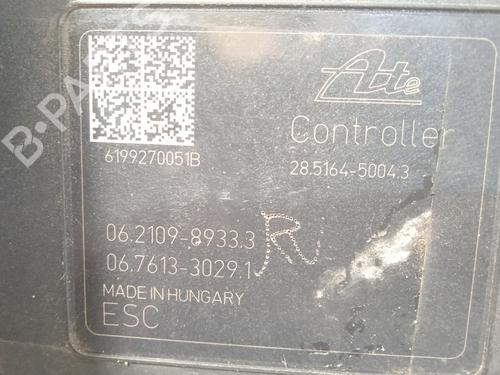 Ate
Controller
6199270051B
28.5164-5004.3
06.2109-8933.3
06.7613-3029.1
R
MADE IN HUNGARY
ESC
B-PARTS